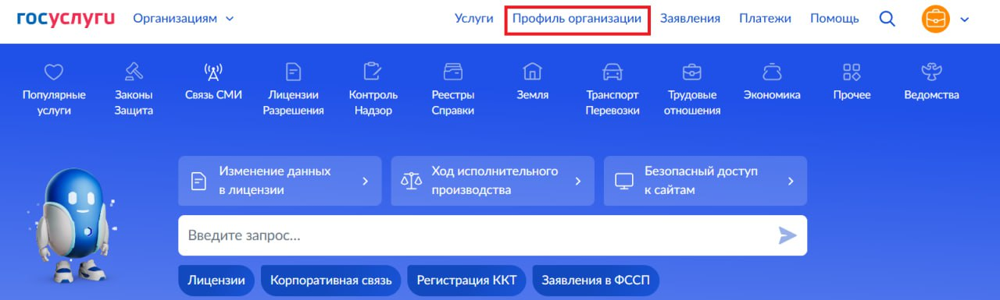 госуслуги Организациям Услуги Профиль организации Заявления Платежи Помощь
Популярные услуги
Законы Защита
Связь СМИ
Лицензии Разрешения
Контроль Надзор
Реестры Справки
Земля
Транспорт Перевозки
Трудовые отношения
Экономика
Прочее
Ведомства
Изменение данных
в лицензии
Ход исполнительного
производства
Безопасный доступ
к сайтам
Введите запрос...
Лицензии
Корпоративная связь
Регистрация ККТ
Заявления в ФССП